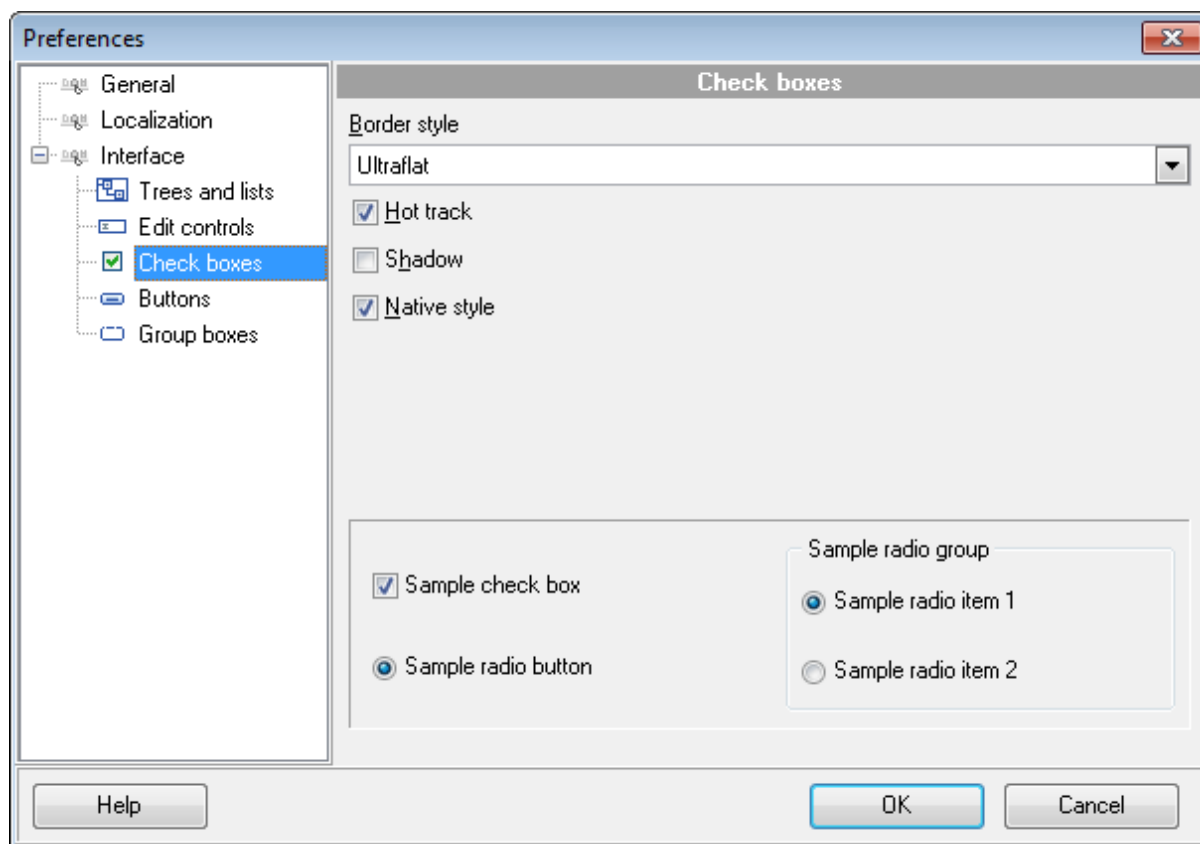 Preferences
General
Localization
Interface
Trees and lists
Edit controls
Check boxes
Buttons
Group boxes
Check boxes
Border style
Ultraflat
Hot track
Shadow
Native style
Sample check box
Sample radio button
Sample radio group
Sample radio item 1
Sample radio item 2
Help
OK
Cancel